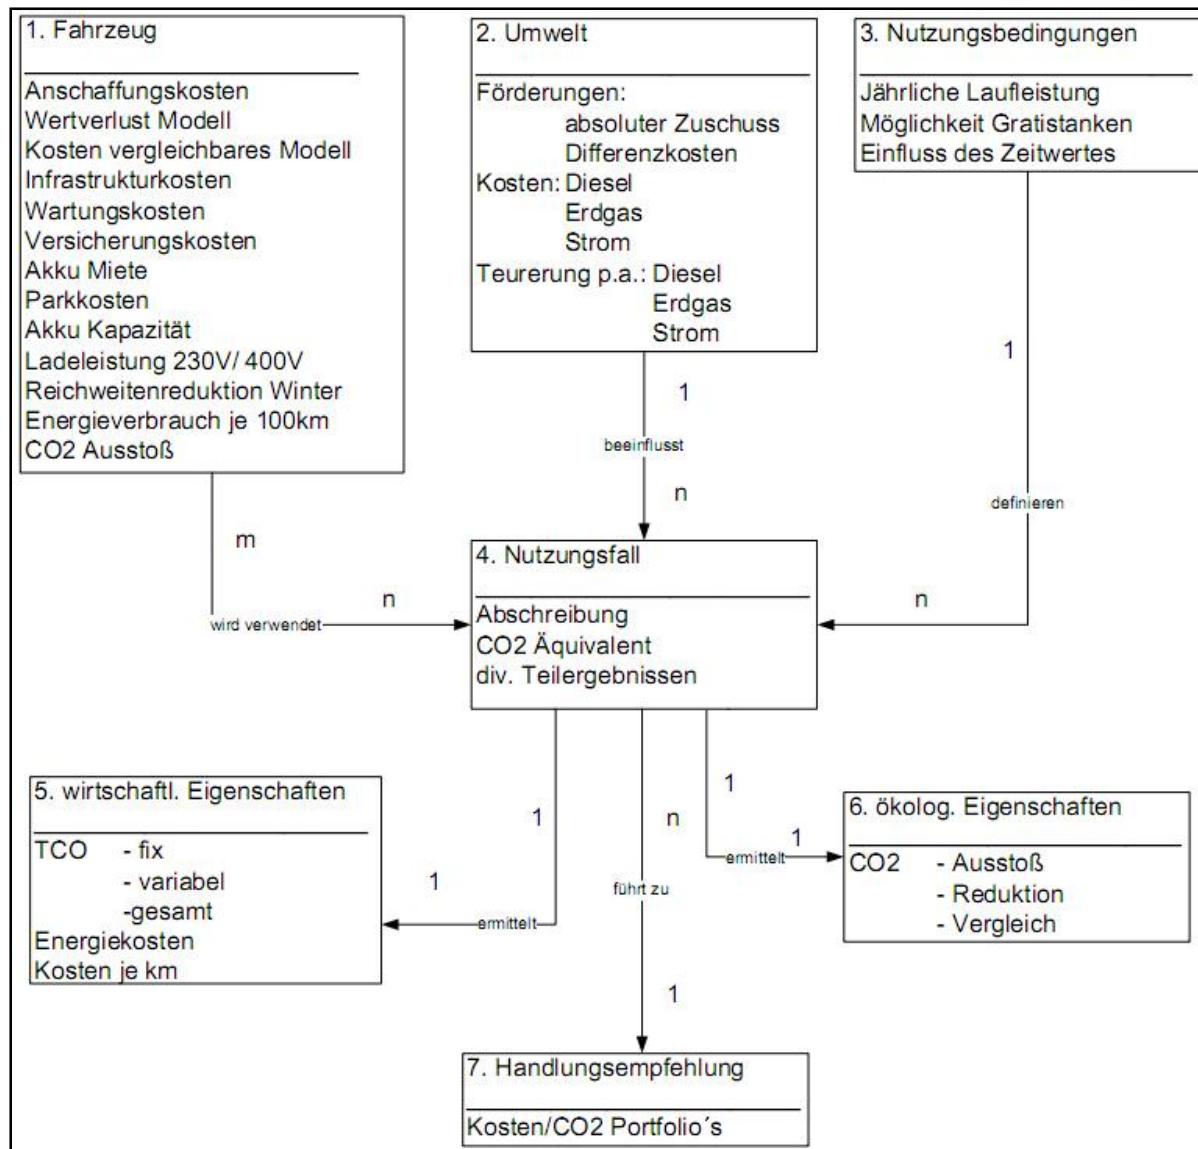 1. Fahrzeug
Anschaffungskosten
Wertverlust Modell
Kosten vergleichbares Modell
Infrastrukturkosten
Wartungskosten
Versicherungskosten
Akku Miete
Parkkosten
Akku Kapazität
Ladeleistung 230V/ 400V
Reichweitenreduktion Winter
Energieverbrauch je 100km
CO2 Ausstoß
2. Umwelt
Förderungen:
absoluter Zuschuss
Differenzkosten
Kosten: Diesel
Erdgas
Strom
Teurerung p.a.: Diesel
Erdgas
Strom
3. Nutzungsbedingungen
Jährliche Laufleistung
Möglichkeit Gratistanken
Einfluss des Zeitwertes
m
n
wird verwendet
1
beeinflusst
n
1
definieren
n
4. Nutzungsfall
Abschreibung
CO2 Äquivalent
div. Teilergebnissen
1
1
ermittelt
n
führt zu
1
1
1
ermittelt
5. wirtschaftl. Eigenschaften
TCO - fix
- variabel
-gesamt
Energiekosten
Kosten je km
6. ökolog. Eigenschaften
CO2 - Ausstoß
- Reduktion
- Vergleich
7. Handlungsempfehlung
Kosten/CO2 Portfolio´s